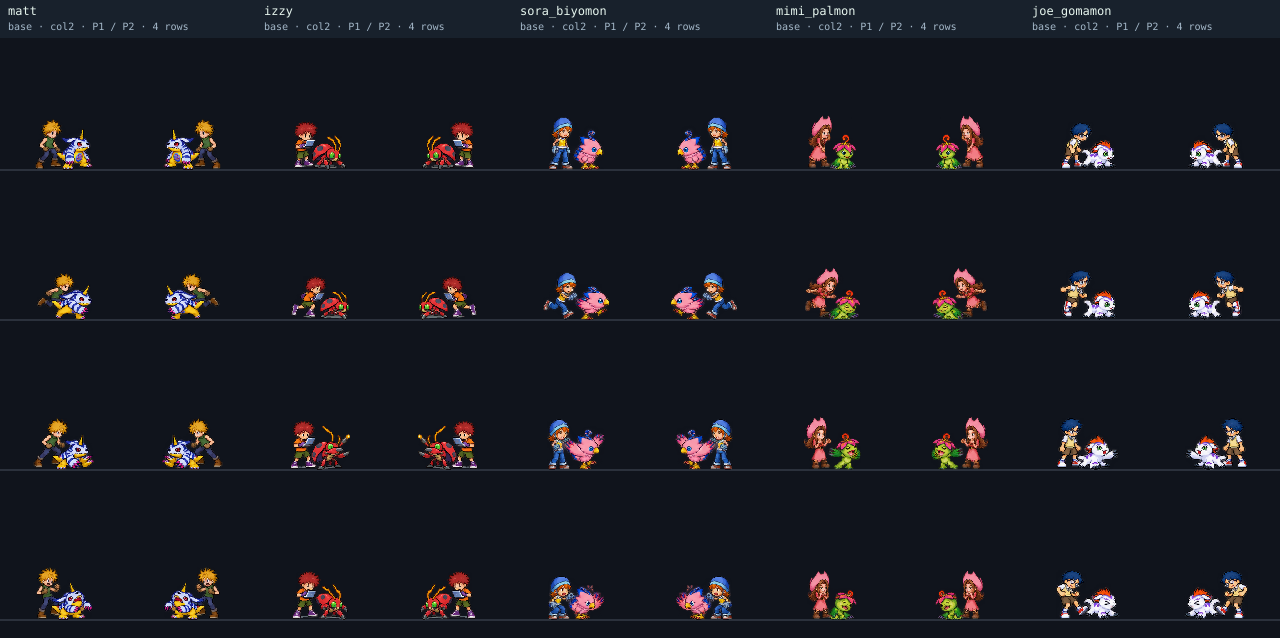 matt
base · col2 · P1 / P2 · 4 rows
izzy
base · col2 · P1 / P2 · 4 rows
sora_biyomon
base · col2 · P1 / P2 · 4 rows
mimi_palmon
base · col2 · P1 / P2 · 4 rows
joe_gomamon
base · col2 · P1 / P2 · 4 rows